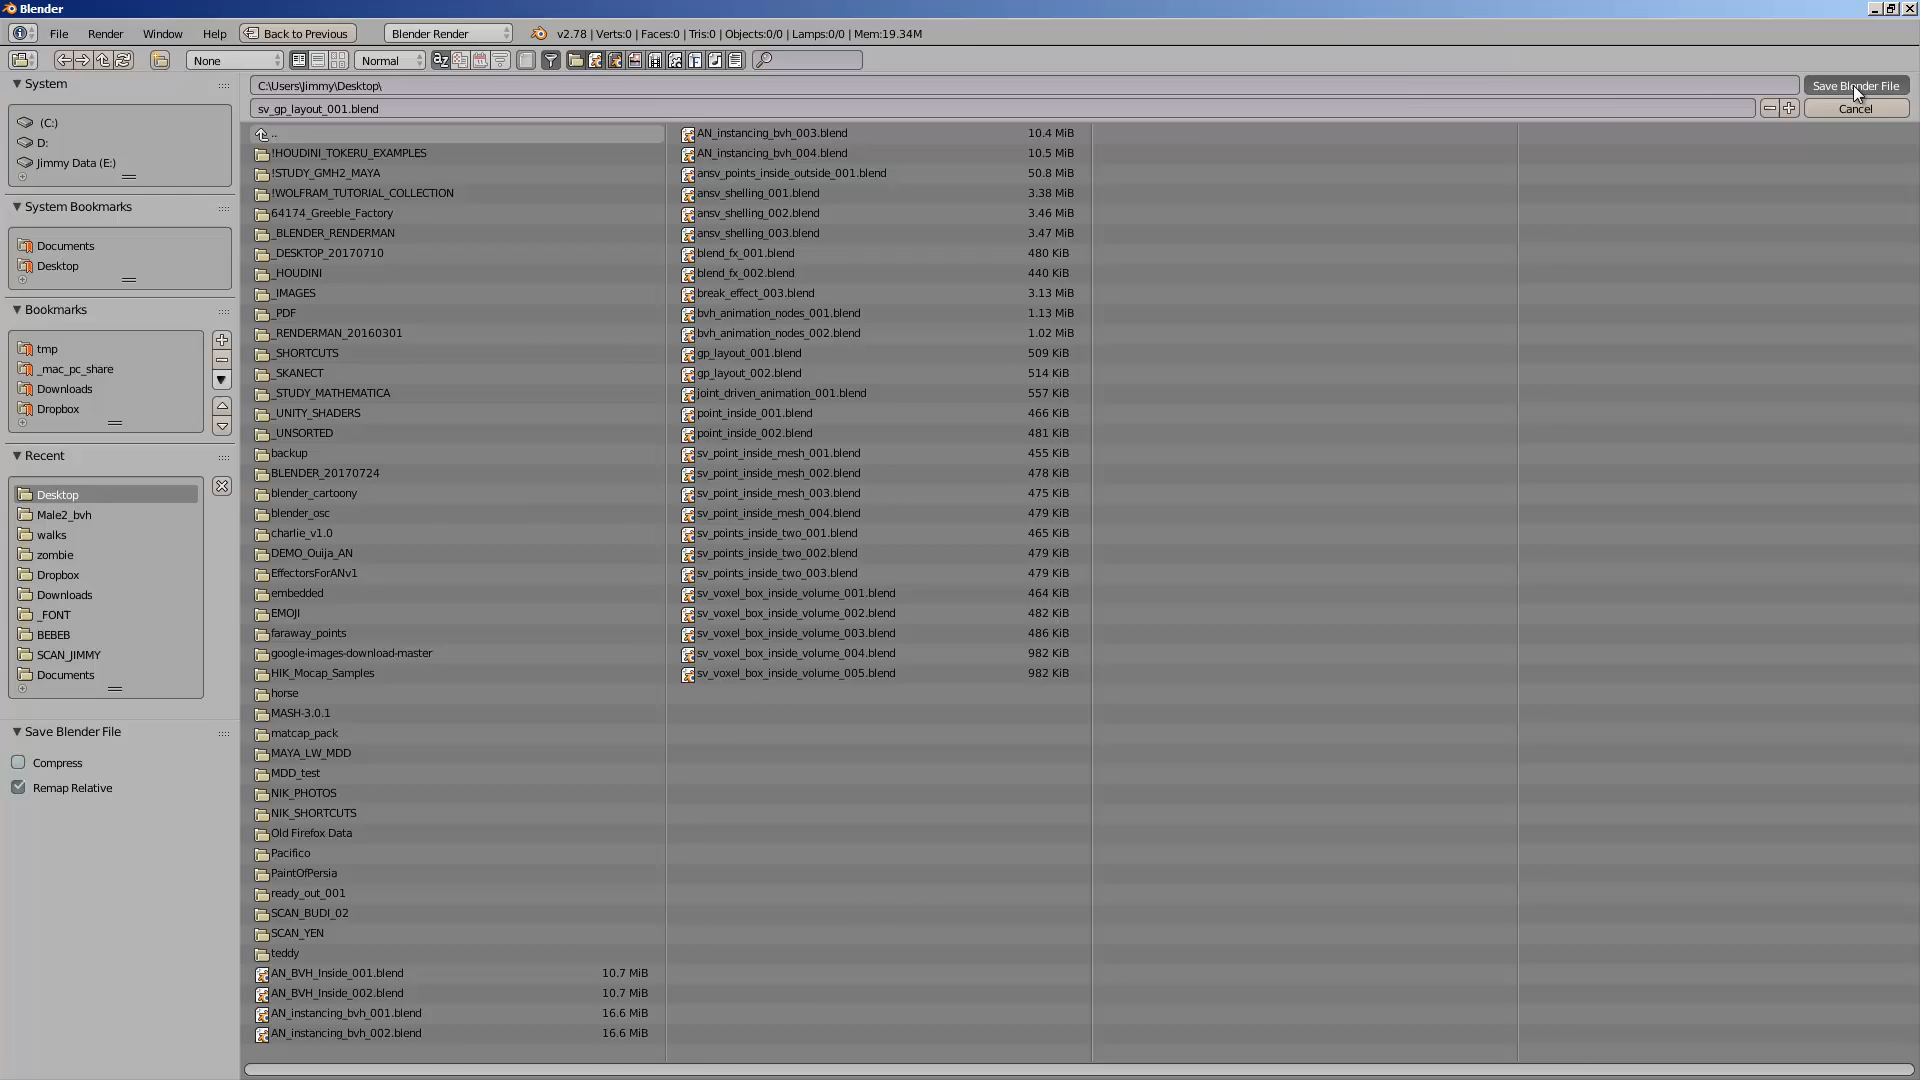 Blender
File Render Window Help Back to Previous Blender Render v2.78 | Verts:0 | Faces:0 | Tris:0 | Objects:0/0 | Lamps:0/0 | Mem:19.34M
None Normal
System
(C:)
D:
Jimmy Data (E:)
System Bookmarks
Documents
Desktop
Bookmarks
tmp
_mac_pc_share
Downloads
Dropbox
Recent
Desktop
Male2_bvh
walks
zombie
Dropbox
Downloads
_FONT
BEBEB
SCAN_JIMMY
Documents
Save Blender File
Compress
Remap Relative
C:\Users\Jimmy\Desktop\
Save Blender File
sv_gp_layout_001.blend
Cancel
..
!HOUDINI_TOKERU_EXAMPLES
!STUDY_GMH2_MAYA
!WOLFRAM_TUTORIAL_COLLECTION
64174_Greeble_Factory
_BLENDER_RENDERMAN
_DESKTOP_20170710
_HOUDINI
_IMAGES
_PDF
_RENDERMAN_20160301
_SHORTCUTS
_SKANECT
_STUDY_MATHEMATICA
_UNITY_SHADERS
_UNSORTED
backup
BLENDER_20170724
blender_cartoony
blender_osc
charlie_v1.0
DEMO_Ouija_AN
EffectorsForANv1
embedded
EMOJI
faraway_points
google-images-download-master
HIK_Mocap_Samples
horse
MASH-3.0.1
matcap_pack
MAYA_LW_MDD
MDD_test
NIK_PHOTOS
NIK_SHORTCUTS
Old Firefox Data
Pacifico
PaintOfPersia
ready_out_001
SCAN_BUDI_02
SCAN_YEN
teddy
AN_BVH_Inside_001.blend 10.7 MiB
AN_BVH_Inside_002.blend 10.7 MiB
AN_instancing_bvh_001.blend 16.6 MiB
AN_instancing_bvh_002.blend 16.6 MiB
AN_instancing_bvh_003.blend 10.4 MiB
AN_instancing_bvh_004.blend 10.5 MiB
ansv_points_inside_outside_001.blend 50.8 MiB
ansv_shelling_001.blend 3.38 MiB
ansv_shelling_002.blend 3.46 MiB
ansv_shelling_003.blend 3.47 MiB
blend_fx_001.blend 480 KiB
blend_fx_002.blend 440 KiB
break_effect_003.blend 3.13 MiB
bvh_animation_nodes_001.blend 1.13 MiB
bvh_animation_nodes_002.blend 1.02 MiB
gp_layout_001.blend 509 KiB
gp_layout_002.blend 514 KiB
joint_driven_animation_001.blend 557 KiB
point_inside_001.blend 466 KiB
point_inside_002.blend 481 KiB
sv_point_inside_mesh_001.blend 455 KiB
sv_point_inside_mesh_002.blend 478 KiB
sv_point_inside_mesh_003.blend 475 KiB
sv_point_inside_mesh_004.blend 479 KiB
sv_points_inside_two_001.blend 465 KiB
sv_points_inside_two_002.blend 479 KiB
sv_points_inside_two_003.blend 479 KiB
sv_voxel_box_inside_volume_001.blend 464 KiB
sv_voxel_box_inside_volume_002.blend 482 KiB
sv_voxel_box_inside_volume_003.blend 486 KiB
sv_voxel_box_inside_volume_004.blend 982 KiB
sv_voxel_box_inside_volume_005.blend 982 KiB